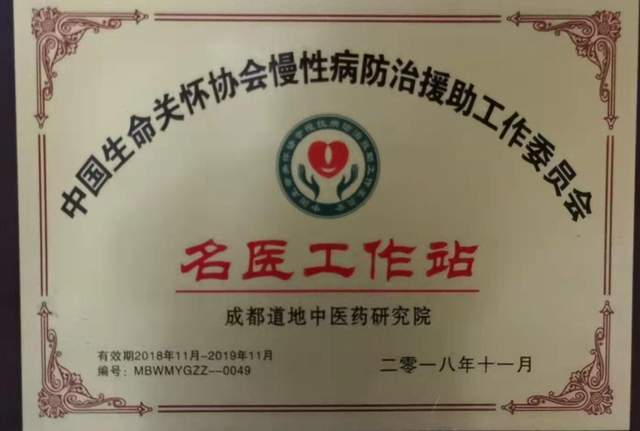 中国生命关怀协会慢性病防治援助工作委员会
名医工作站
成都道地中医药研究院
有效期2018年11月-2019年11月
编号：MBWMYGZZ--0049
二零一八年十一月